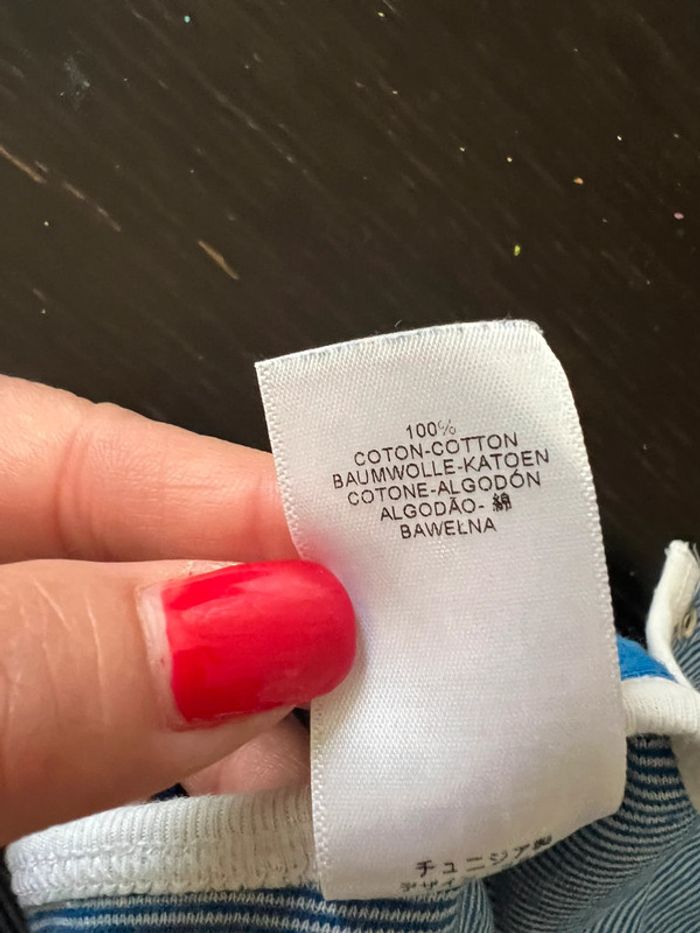 100%
COTON-COTTON
BAUMWOLLE-KATOEN
COTONE-ALGODÓN
ALGODÃO- 綿
BAWEŁNA
チュニジア製